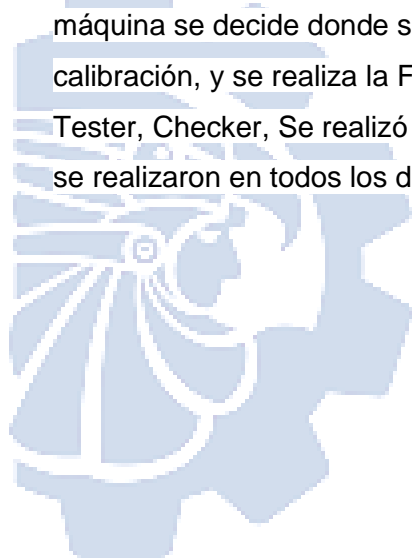 máquina se decide donde s
calibración, y se realiza la F
Tester, Checker, Se realizó
se realizaron en todos los d